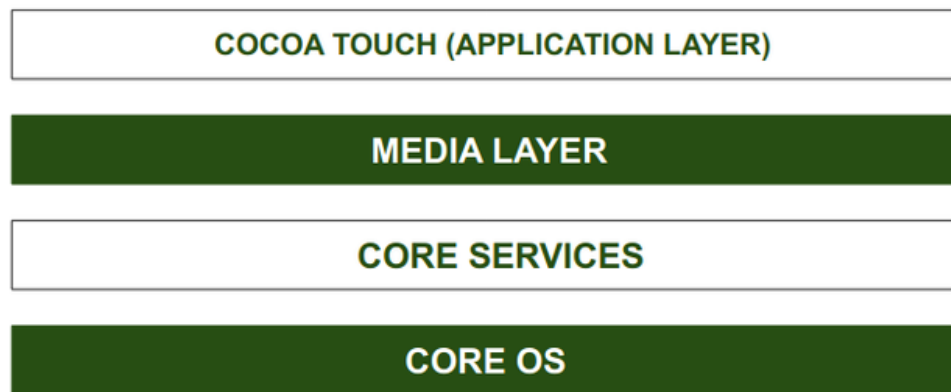 COCOA TOUCH (APPLICATION LAYER)
MEDIA LAYER
CORE SERVICES
CORE OS